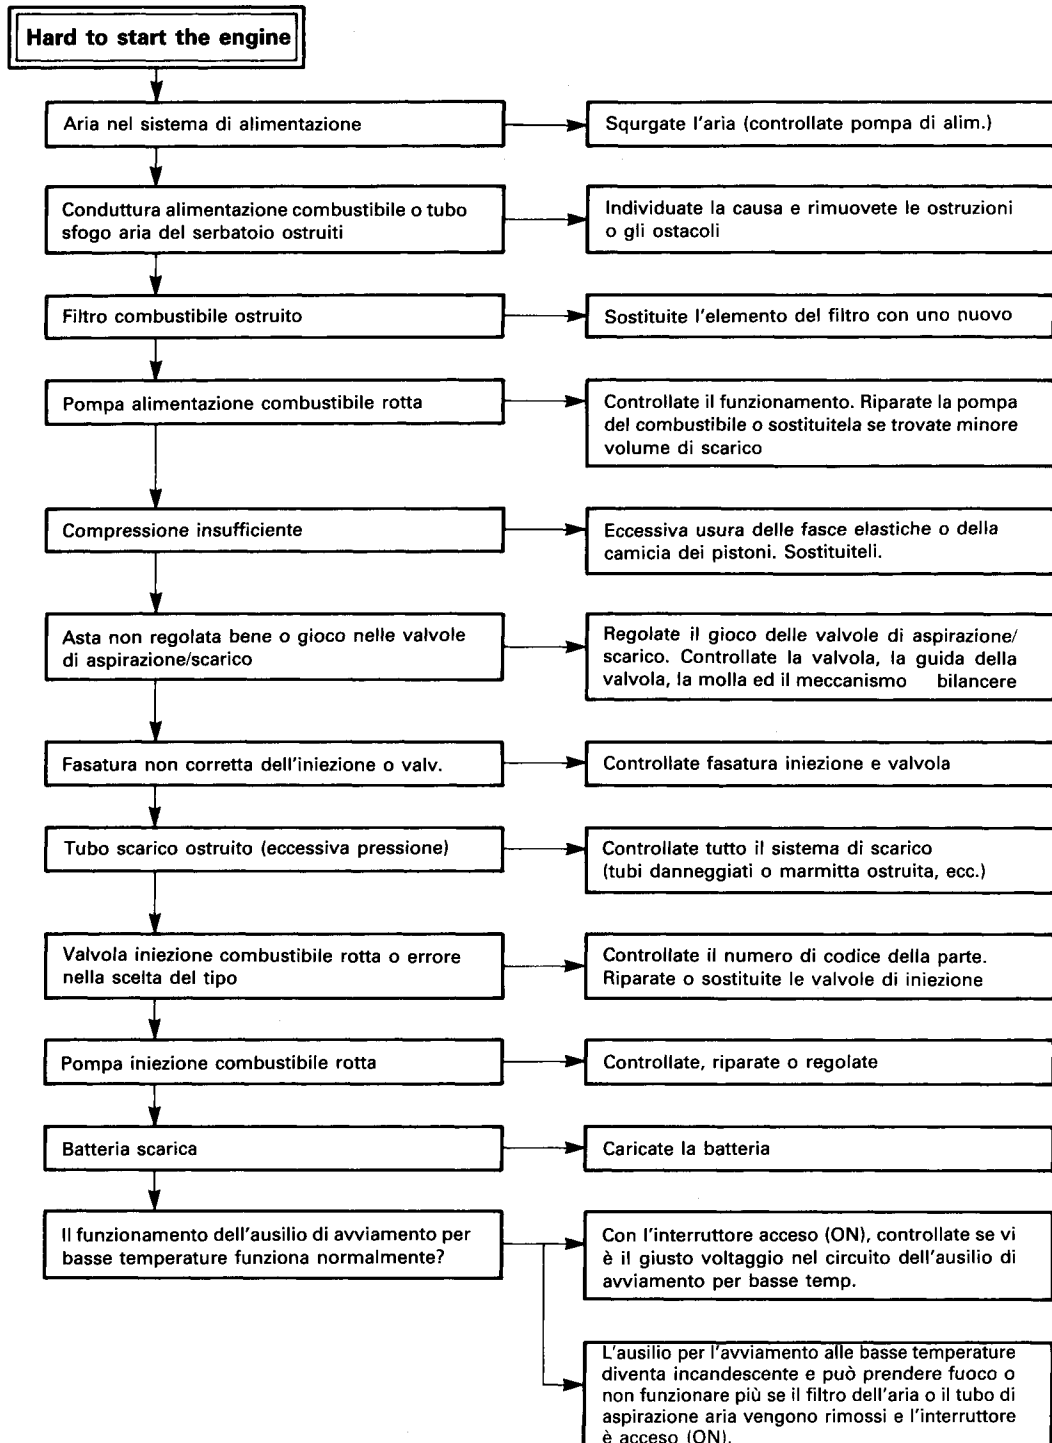 Hard to start the engine
Aria nel sistema di alimentazione
Squrgate l'aria (controllate pompa di alim.)
Conduttura alimentazione combustibile o tubo
sfogo aria del serbatoio ostruiti
Individuate la causa e rimuovete le ostruzioni
o gli ostacoli
Filtro combustibile ostruito
Sostituite l'elemento del filtro con uno nuovo
Pompa alimentazione combustibile rotta
Controllate il funzionamento. Riparate la pompa
del combustibile o sostituitela se trovate minore
volume di scarico
Compressione insufficiente
Eccessiva usura delle fasce elastiche o della
camicia dei pistoni. Sostituiteli.
Asta non regolata bene o gioco nelle valvole
di aspirazione/scarico
Regolate il gioco delle valvole di aspirazione/
scarico. Controllate la valvola, la guida della
valvola, la molla ed il meccanismo bilancere
Fasatura non corretta dell'iniezione o valv.
Controllate fasatura iniezione e valvola
Tubo scarico ostruito (eccessiva pressione)
Controllate tutto il sistema di scarico
(tubi danneggiati o marmitta ostruita, ecc.)
Valvola iniezione combustibile rotta o errore
nella scelta del tipo
Controllate il numero di codice della parte.
Riparate o sostituite le valvole di iniezione
Pompa iniezione combustibile rotta
Controllate, riparate o regolate
Batteria scarica
Caricate la batteria
Il funzionamento dell'ausilio di avviamento per
basse temperature funziona normalmente?
Con l'interruttore acceso (ON), controllate se vi
è il giusto voltaggio nel circuito dell'ausilio di
avviamento per basse temp.
L'ausilio per l'avviamento alle basse temperature
diventa incandescente e può prendere fuoco o
non funzionare più se il filtro dell'aria o il tubo di
aspirazione aria vengono rimossi e l'interruttore
è acceso (ON).